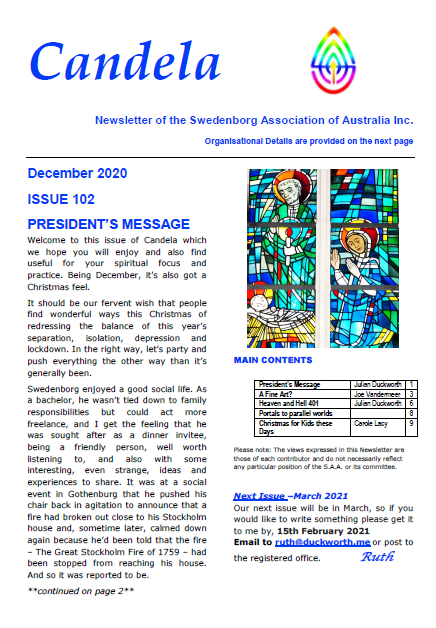 Candela
Newsletter of the Swedenborg Association of Australia Inc.
Organisational Details are provided on the next page
December 2020
ISSUE 102
PRESIDENT'S MESSAGE
Welcome to this issue of Candela which
we hope you will enjoy and also find
useful for your spiritual focus and
practice. Being December, it's also got a
Christmas feel.
It should be our fervent wish that people
find wonderful ways this Christmas of
redressing the balance of this year's
separation, isolation, depression and
lockdown. In the right way, let's party and
push everything the other way than it's
generally been.
Swedenborg enjoyed a good social life. As
a bachelor, he wasn't tied down to family
responsibilities but could act more
freelance, and I get the feeling that he
was sought after as a dinner invitee,
being a friendly person, well worth
listening to, and also with some
interesting, even strange, ideas and
experiences to share. It was at a social
event in Gothenburg that he pushed his
chair back in agitation to announce that a
fire had broken out close to his Stockholm
house and, sometime later, calmed down
again because he'd been told that the fire
– The Great Stockholm Fire of 1759 – had
been stopped from reaching his house.
And so it was reported to be.
**continued on page 2**
MAIN CONTENTS
President's Message Julian Duckworth 1
A Fine Art? Joe Vandermeer 3
Heaven and Hell 401 Julian Duckworth 6
Portals to parallel worlds 8
Christmas for Kids these Carole Lacy 9
Days
Please note: The views expressed in this Newsletter are
those of each contributor and do not necessarily reflect
any particular position of the S.A.A. or its committee.
Next Issue –March 2021
Our next issue will be in March, so if you
would like to write something please get it
to me by, 15th February 2021
Email to ruth@duckworth.me or post to
the registered office. Ruth